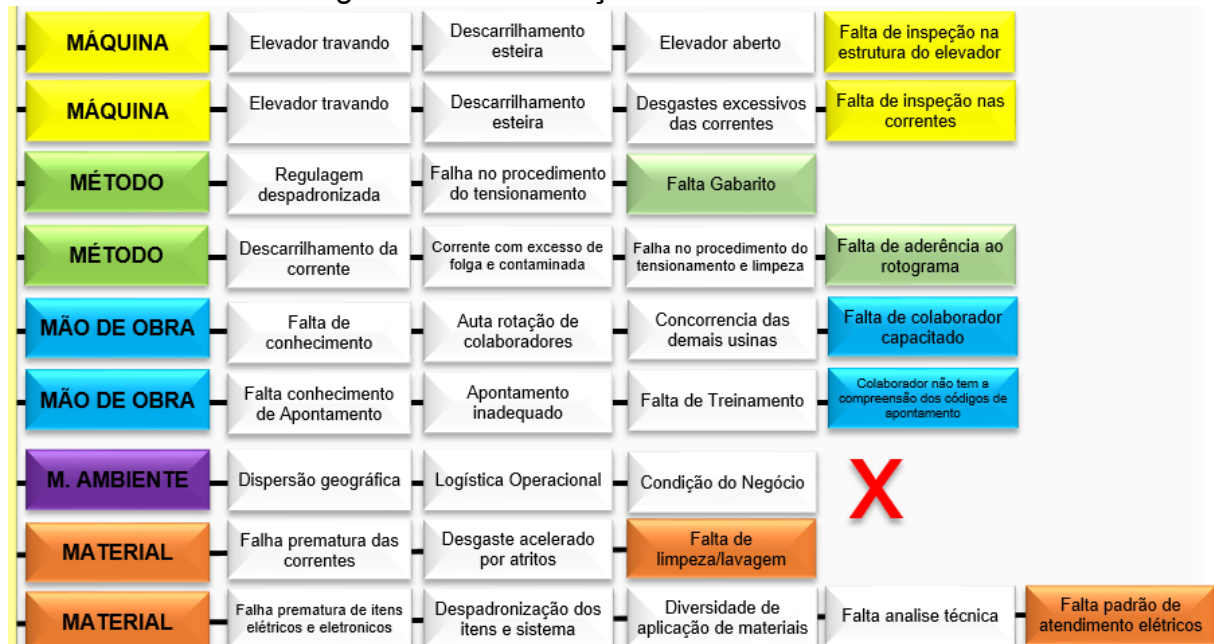 MÁQUINA
Elevador travando
Descarrilhamento
esteira
Elevador aberto
Falta de inspeção na
estrutura do elevador
MÁQUINA
Elevador travando
Descarrilhamento
esteira
Desgastes excessivos
das correntes
Falta de inspeção nas
correntes
MÉTODO
Regulagem
despadronizada
Falha no procedimento
do tensionamento
Falta Gabarito
MÉTODO
Descarrilhamento da
corrente
Corrente com excesso de
folga e contaminada
Falha no procedimento do
tensionamento e limpeza
Falta de aderência ao
rotograma
MÃO DE OBRA
Falta de
conhecimento
Auta rotação de
colaboradores
Concorrencia das
demais usinas
Falta de colaborador
capacitado
MÃO DE OBRA
Falta conhecimento
de Apontamento
Apontamento
inadequado
Falta de Treinamento
Colaborador não tem a
compreensão dos códigos de
apontamento
M. AMBIENTE
Dispersão geográfica
Logística Operacional
Condição do Negócio
X
MATERIAL
Falha prematura das
correntes
Desgaste acelerado
por atritos
Falta de
limpeza/lavagem
MATERIAL
Falha prematura de itens
elétricos e eletronicos
Despadronização dos
itens e sistema
Diversidade de
aplicação de materiais
Falta analise técnica
Falta padrão de
atendimento elétricos